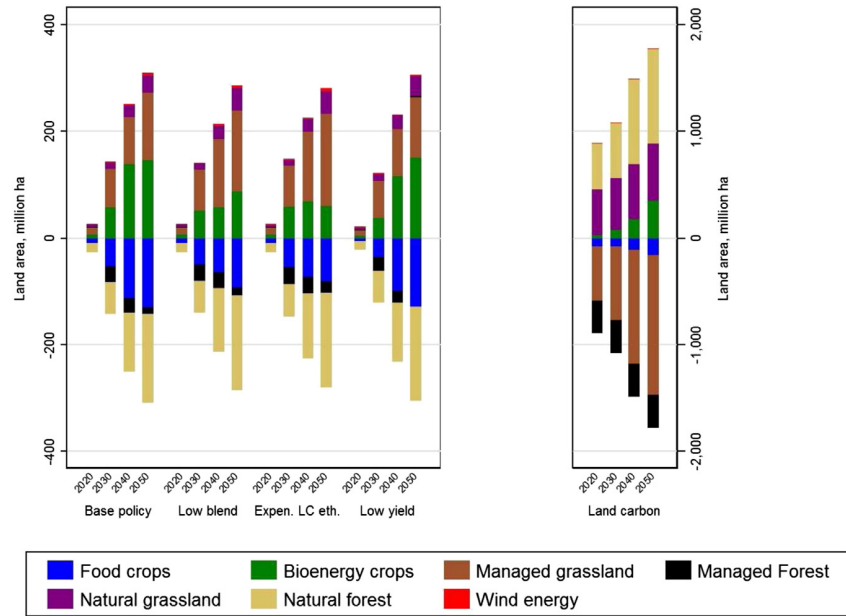 400
200
0
-200
-400
Land area, million ha
2020
2030
2040
2050
2020
2030
2040
2050
2020
2030
2040
2050
2020
2030
2040
2050
Base policy
Low blend
Expen. LC eth.
Low yield
2,000
1,000
0
-1,000
-2,000
Land area, million ha
2020
2030
2040
2050
Land carbon
Food crops
Bioenergy crops
Managed grassland
Managed Forest
Natural grassland
Natural forest
Wind energy